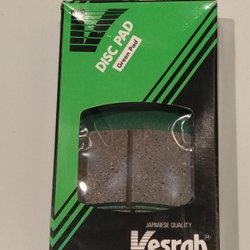 DISC PAD
Green Pad
JAPANESE QUALITY
Vesrah